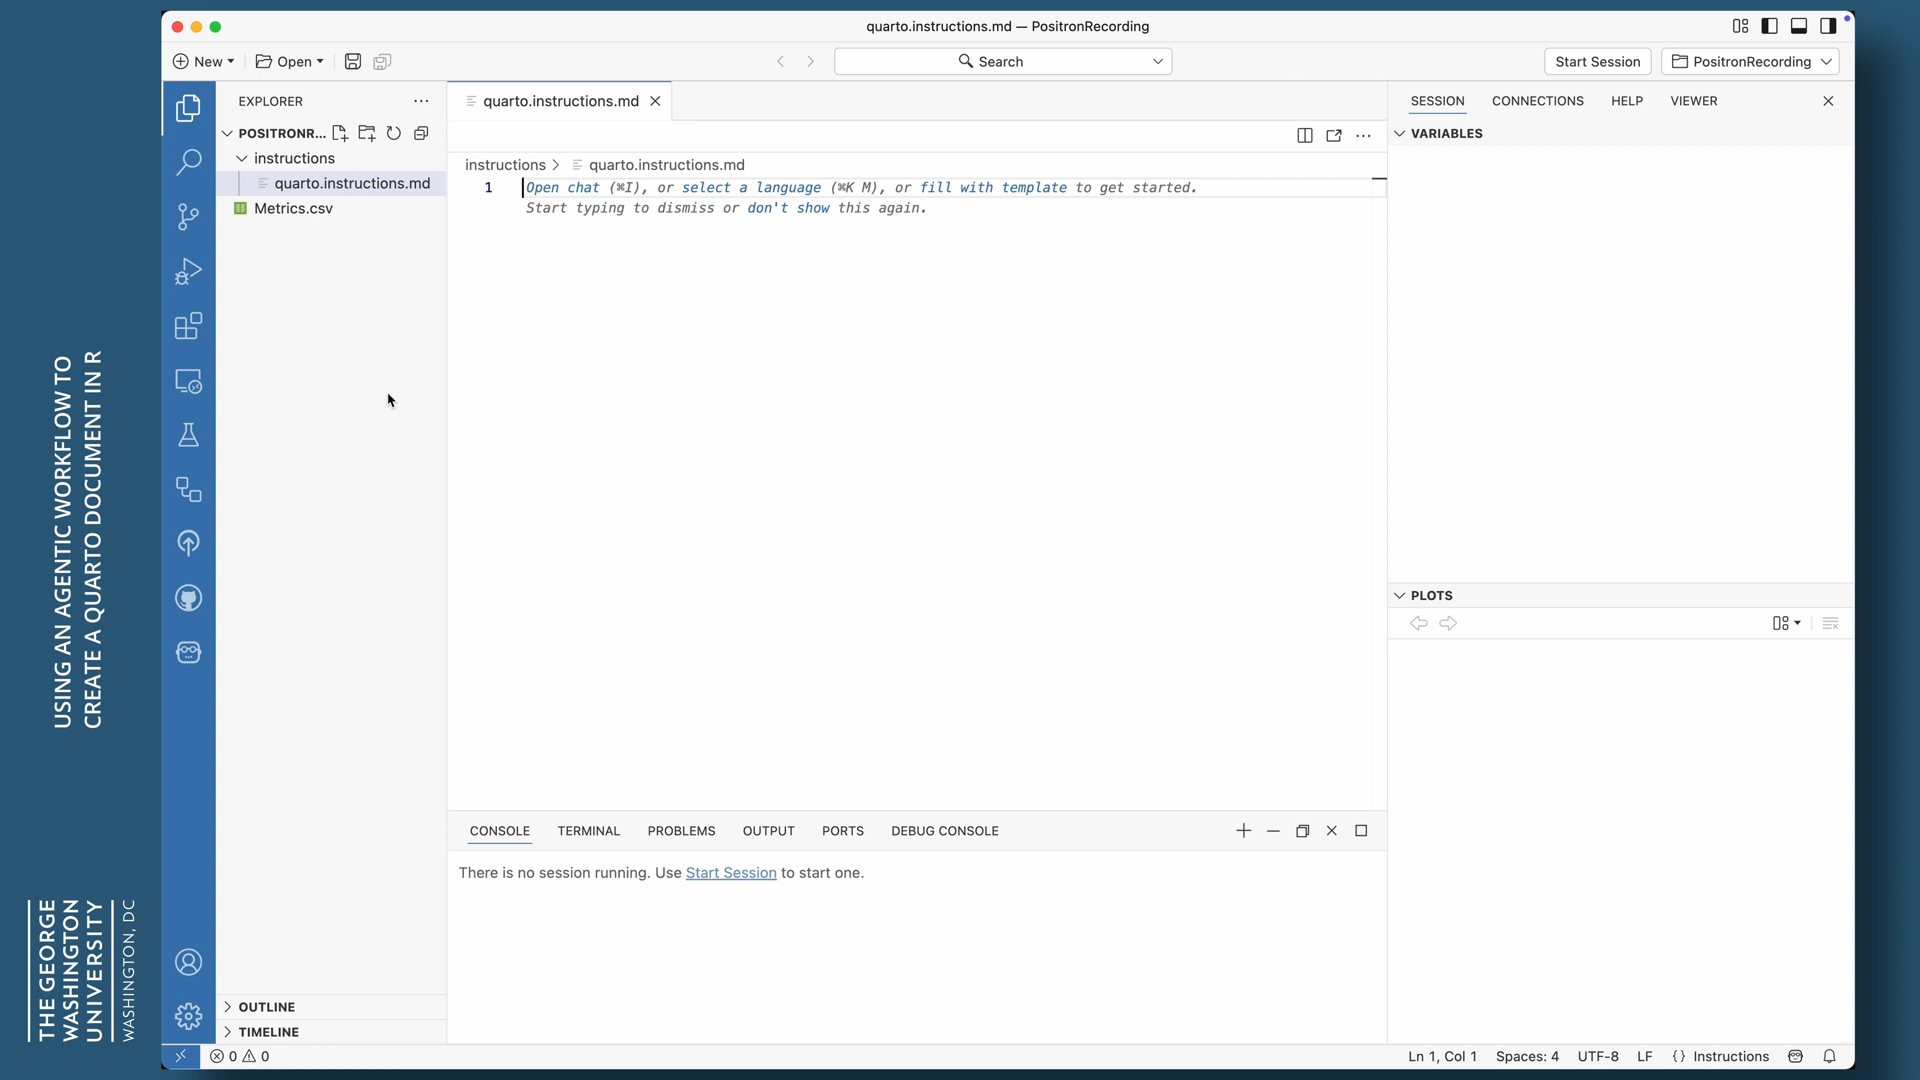 quarto.instructions.md — PositronRecording
New
Open
Search
Start Session
PositronRecording
EXPLORER
POSITRONR...
instructions
quarto.instructions.md
Metrics.csv
OUTLINE
TIMELINE
quarto.instructions.md
instructions > quarto.instructions.md
1
Open chat (⌘I), or select a language (⌘K M), or fill with template to get started.
Start typing to dismiss or don't show this again.
CONSOLE TERMINAL PROBLEMS OUTPUT PORTS DEBUG CONSOLE
There is no session running. Use Start Session to start one.
SESSION CONNECTIONS HELP VIEWER
VARIABLES
PLOTS
0 0
Ln 1, Col 1 Spaces: 4 UTF-8 LF {} Instructions
USING AN AGENTIC WORKFLOW TO
CREATE A QUARTO DOCUMENT IN R
THE GEORGE
WASHINGTON
UNIVERSITY
WASHINGTON, DC